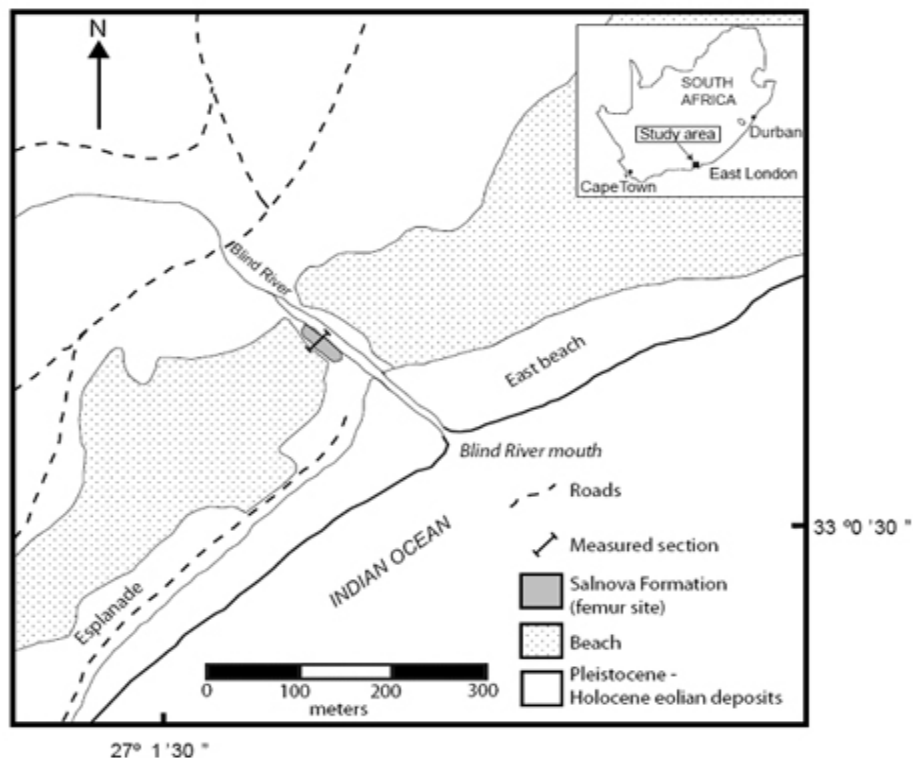 N
SOUTH
AFRICA
Study area
Durban
East London
Cape Town
Blind River
East beach
Blind River mouth
Roads
33 º0 '30 "
INDIAN OCEAN
Measured section
Salnova Formation
(femur site)
Esplanade
Beach
Pleistocene -
Holocene eolian deposits
0 100 200 300
meters
27º 1 '30 "